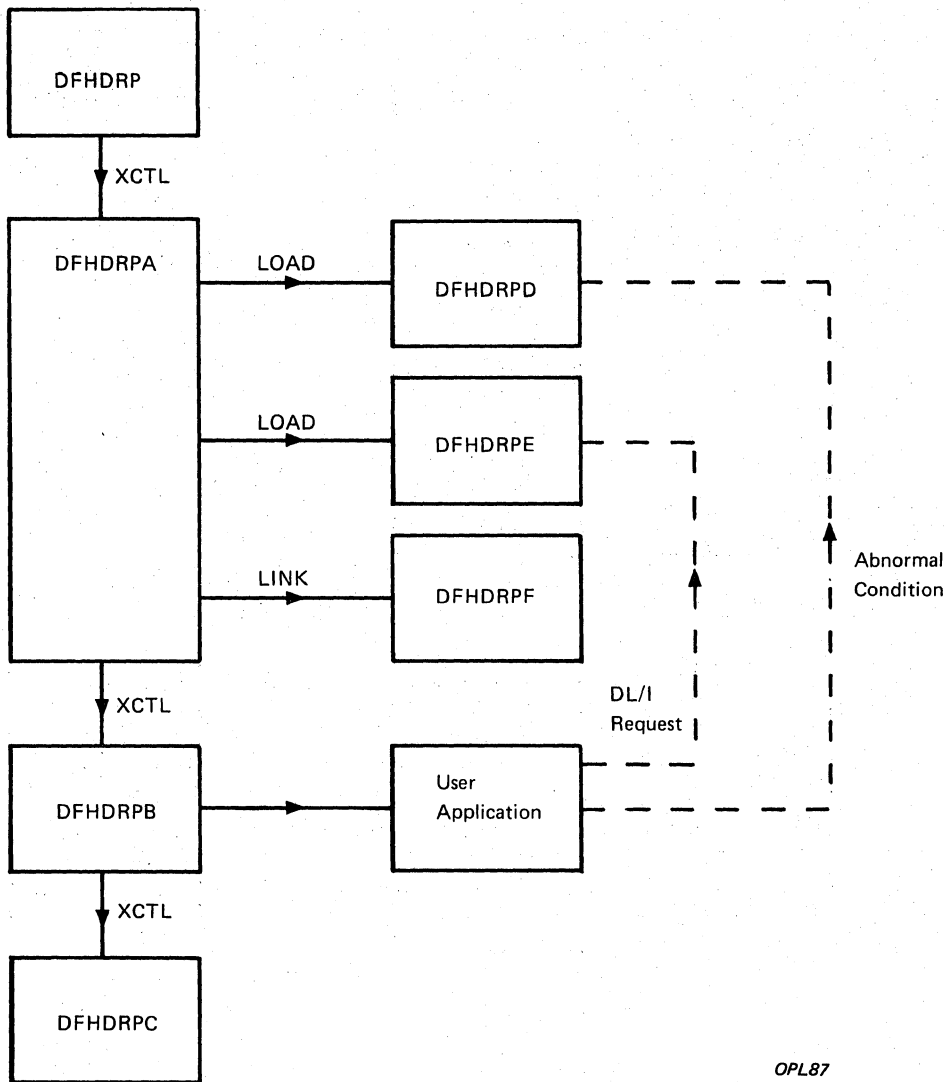 DFHDRP
XCTL
DFHDRPA
LOAD
DFHDRPD
LOAD
DFHDRPE
LINK
DFHDRPF
Abnormal
Condition
XCTL
DL/I
Request
DFHDRPB
User
Application
XCTL
DFHDRPC
OPL87